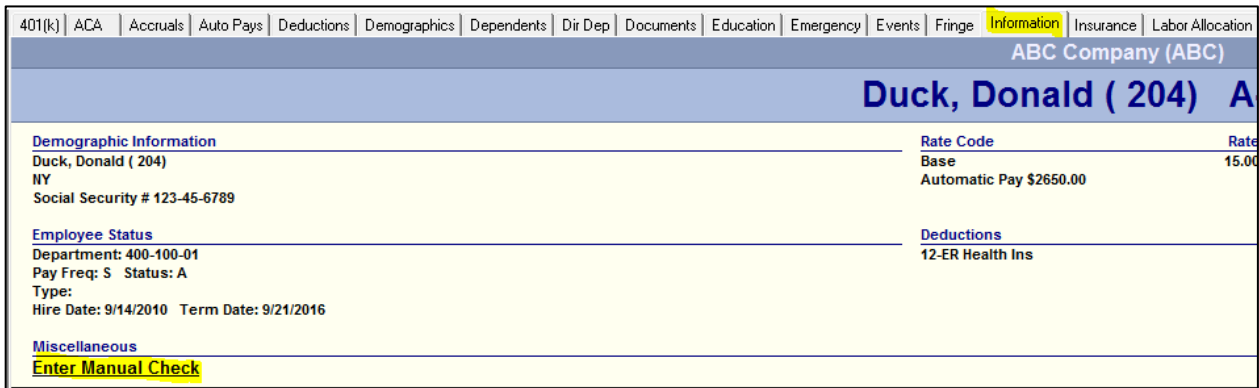 401(k) ACA Accruals Auto Pays Deductions Demographics Dependents Dir Dep Documents Education Emergency Events Fringe Information Insurance Labor Allocation
ABC Company (ABC)
Duck, Donald ( 204) A
Demographic Information
Duck, Donald ( 204)
NY
Social Security # 123-45-6789
Rate Code Rate
Base 15.00
Automatic Pay $2650.00
Employee Status
Department: 400-100-01
Pay Freq: S Status: A
Type:
Hire Date: 9/14/2010 Term Date: 9/21/2016
Deductions
12-ER Health Ins
Miscellaneous
Enter Manual Check